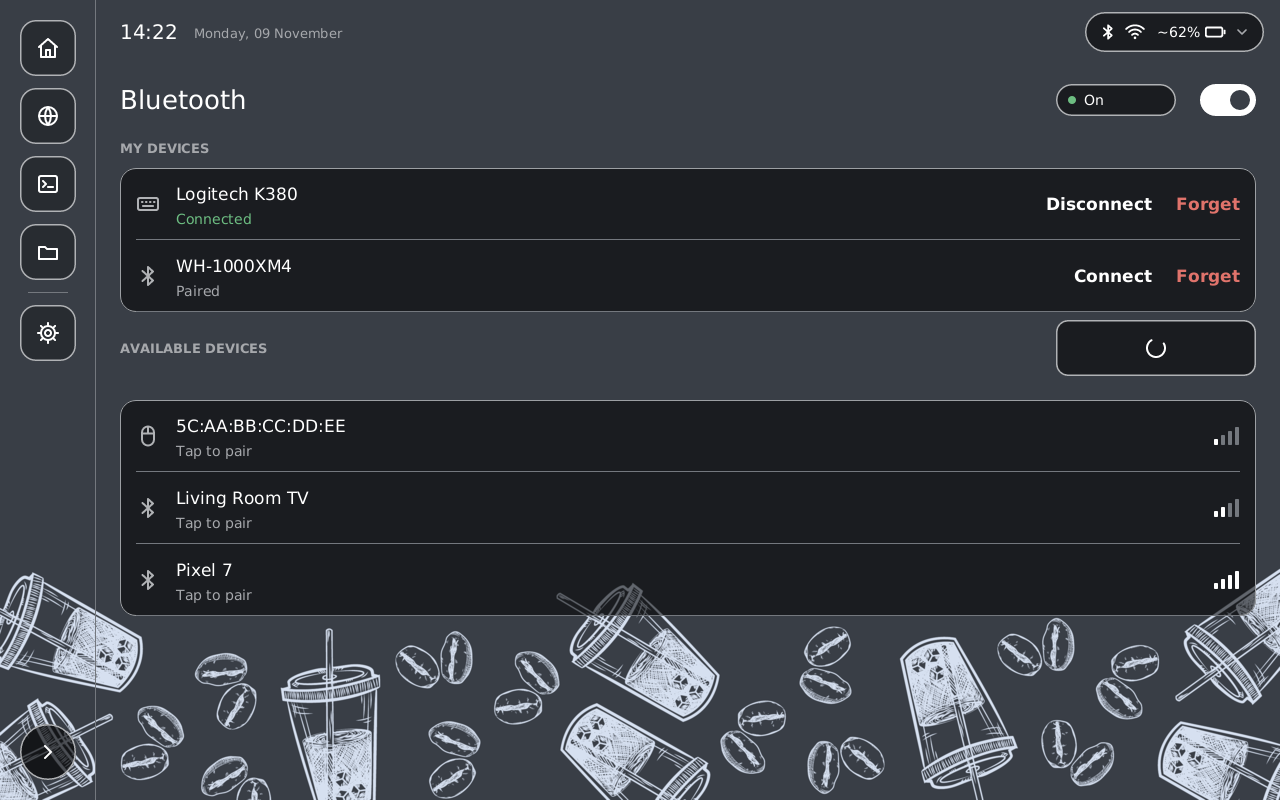 14:22 Monday, 09 November
~62%
Bluetooth
On
MY DEVICES
Logitech K380
Connected
Disconnect Forget
WH-1000XM4
Paired
Connect Forget
AVAILABLE DEVICES
5C:AA:BB:CC:DD:EE
Tap to pair
Living Room TV
Tap to pair
Pixel 7
Tap to pair